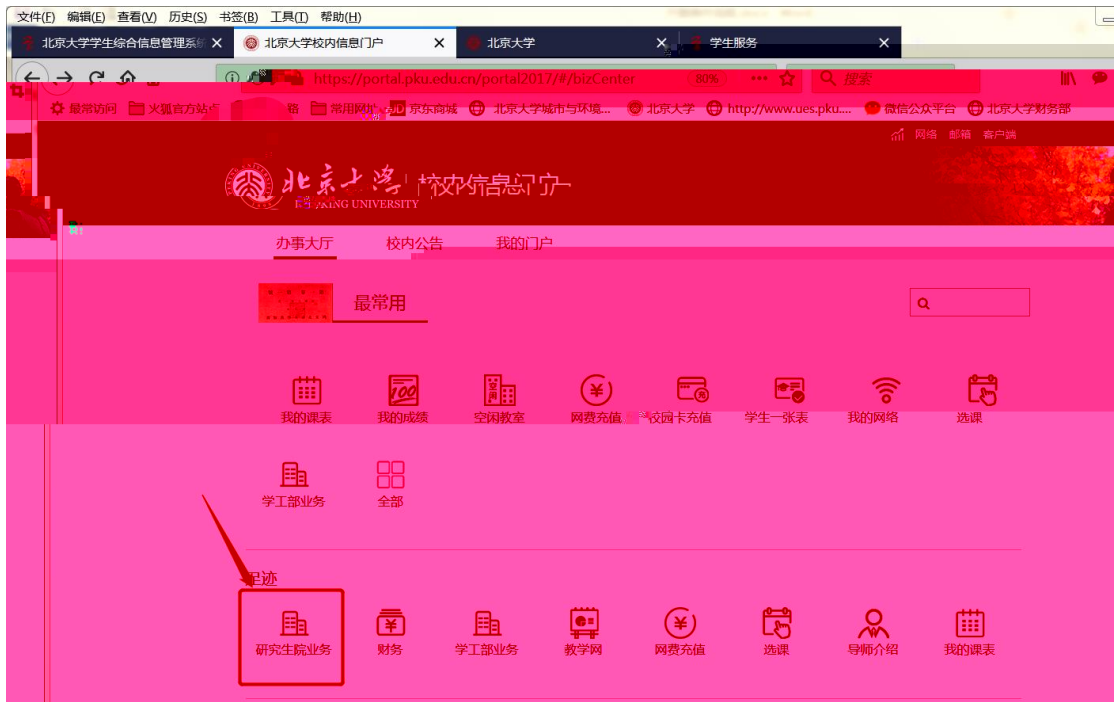 文件(F) 编辑(E) 查看(V) 历史(S) 书签(B) 工具(T) 帮助(H)
北京大学学生综合信息管理系统 北京大学校内信息门户 北京大学 学生服务
https://portal.pku.edu.cn/portal2017/#/bizCenter 80% 搜索
最常访问 火狐官方站点 常用网址 JD 京东商城 北京大学城市与环境... 北京大学 http://www.ues.pku.... 微信公众平台 北京大学财务部
网络 邮箱 客户端
北京大学 校内信息门户
UNIVERSITY
办事大厅 校内公告 我的门户
最常用
我的课表 我的成绩 空闲教室 网费充值 校园卡充值 学生一张表 我的网络 选课
学工部业务 全部
足迹
研究生院业务 财务 学工部业务 教学网 网费充值 选课 导师介绍 我的课表